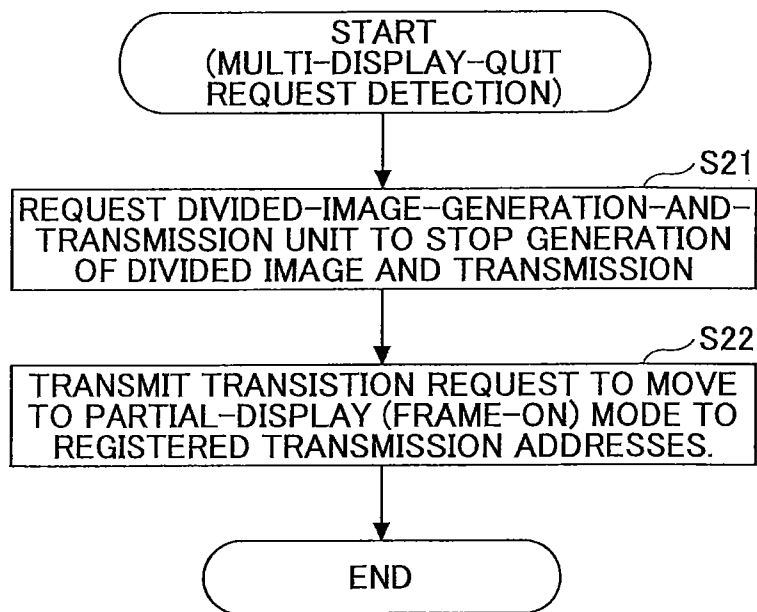 START
(MULTI-DISPLAY-QUIT
REQUEST DETECTION)
S21
REQUEST DIVIDED-IMAGE-GENERATION-AND-
TRANSMISSION UNIT TO STOP GENERATION
OF DIVIDED IMAGE AND TRANSMISSION
S22
TRANSMIT TRANSISTION REQUEST TO MOVE
TO PARTIAL-DISPLAY (FRAME-ON) MODE TO
REGISTERED TRANSMISSION ADDRESSES.
END